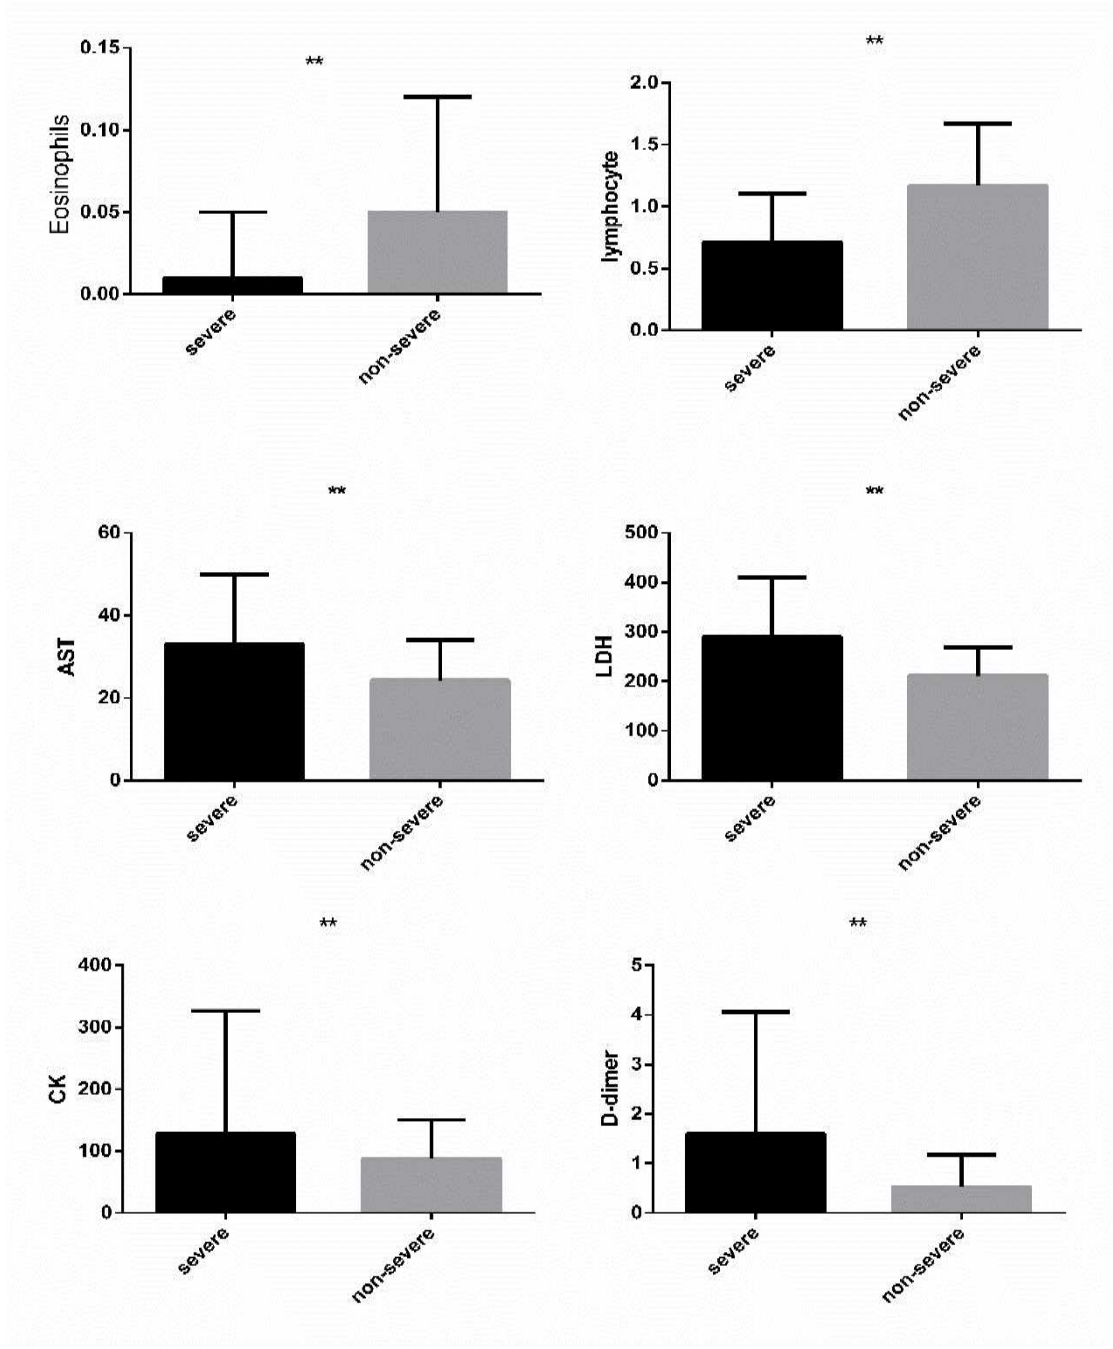 **
0.15
0.10
0.05
0.00
Eosinophils
severe
non-severe
**
2.0
1.5
1.0
0.5
0.0
lymphocyte
severe
non-severe
**
60
40
20
0
AST
severe
non-severe
**
500
400
300
200
100
0
LDH
severe
non-severe
**
400
300
200
100
0
CK
severe
non-severe
**
5
4
3
2
1
0
D-dimer
severe
non-severe